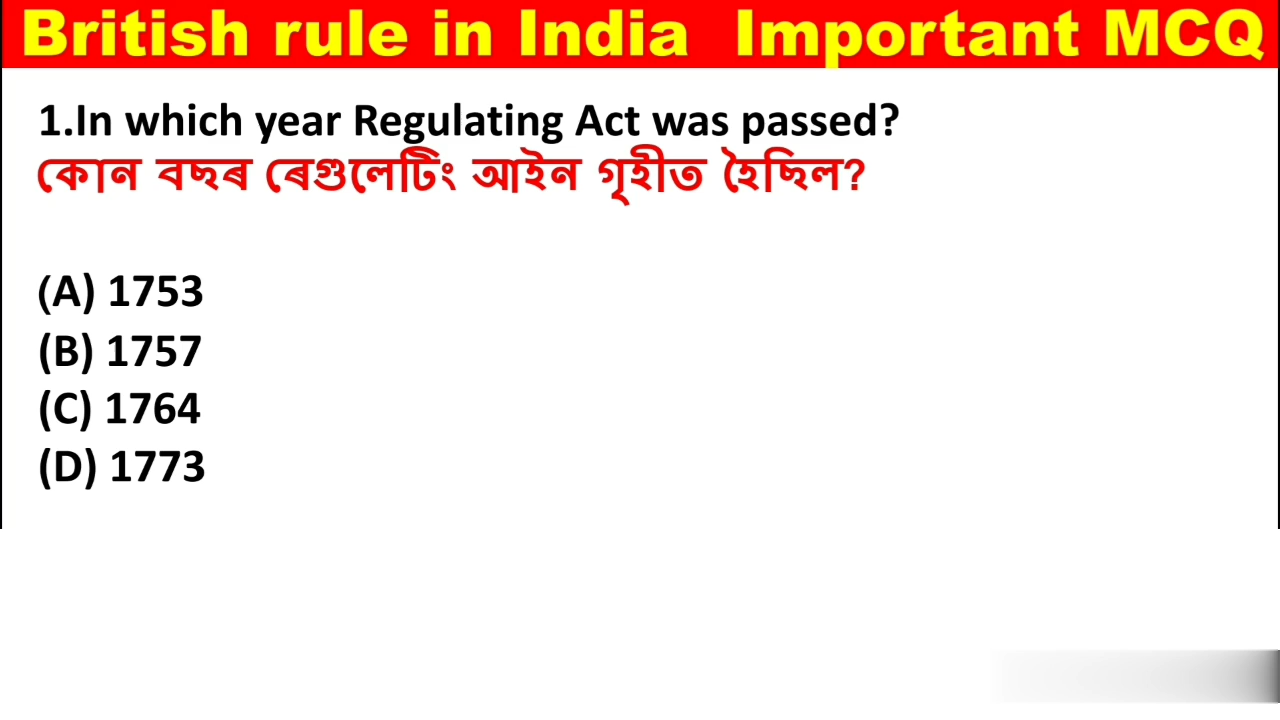 British rule in India Important MCQ
1.In which year Regulating Act was passed?
কোন বছৰ ৰেগুলেটিং আইন গৃহীত হৈছিল?
(A) 1753
(B) 1757
(C) 1764
(D) 1773